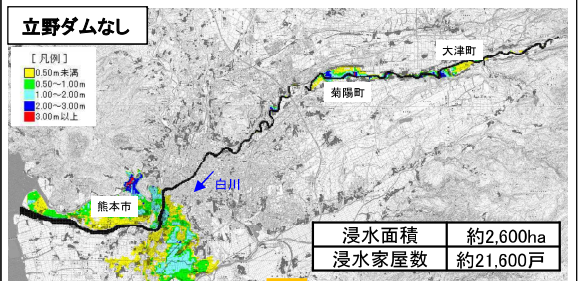 立野ダムなし
[ 凡例 ]
0.50m未満
0.50～1.00m
1.00～2.00m
2.00～3.00m
3.00m以上
大津町
菊陽町
白川
熊本市
浸水面積 約2,600ha
浸水家屋数 約21,600戸